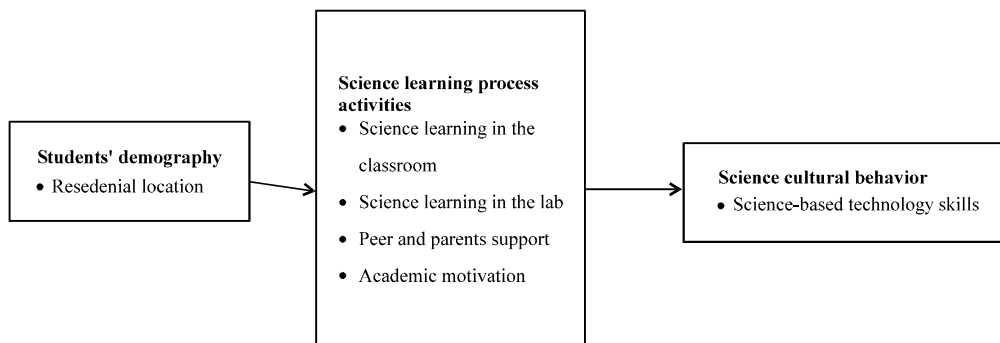 Students' demography
• Resedenial location
Science learning process
activities
• Science learning in the
classroom
• Science learning in the lab
• Peer and parents support
• Academic motivation
Science cultural behavior
• Science-based technology skills